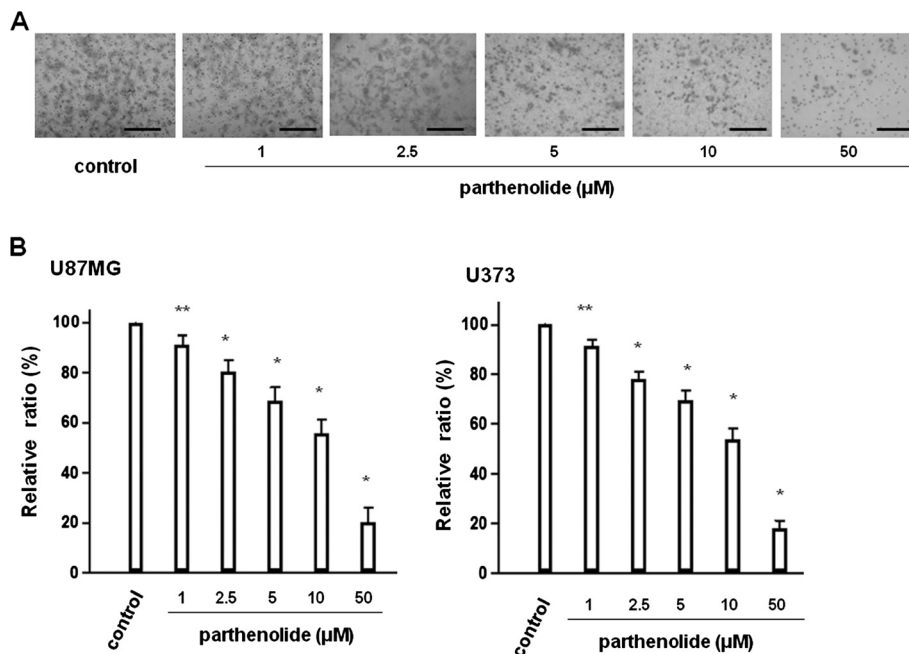 A
control
1 2.5 5 10 50
parthenolide (µM)
B
U87MG
Relative ratio (%)
100
80
60
40
20
0
** * * * *
control
1 2.5 5 10 50
parthenolide (µM)
U373
Relative ratio (%)
100
80
60
40
20
0
** * * * *
control
1 2.5 5 10 50
parthenolide (µM)